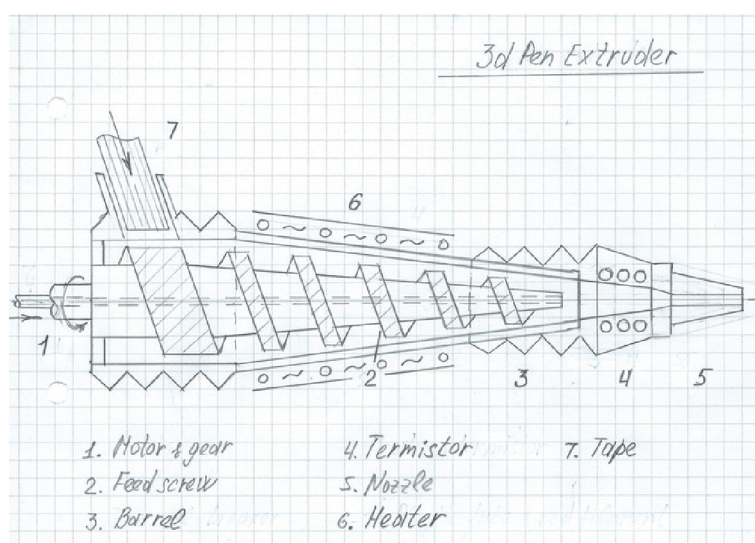 3d Pen Extruder
7
6
1
2
3
4
5
1. Motor & gear
4. Termistor
7. Tape
2. Feed screw
5. Nozzle
3. Barrel
6. Heater